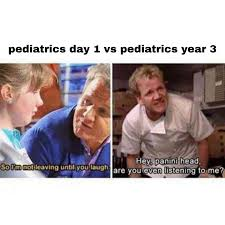 pediatrics day 1 vs pediatrics year 3
So I'm not leaving until you laugh
Hey, panini head,
are you even listening to me?